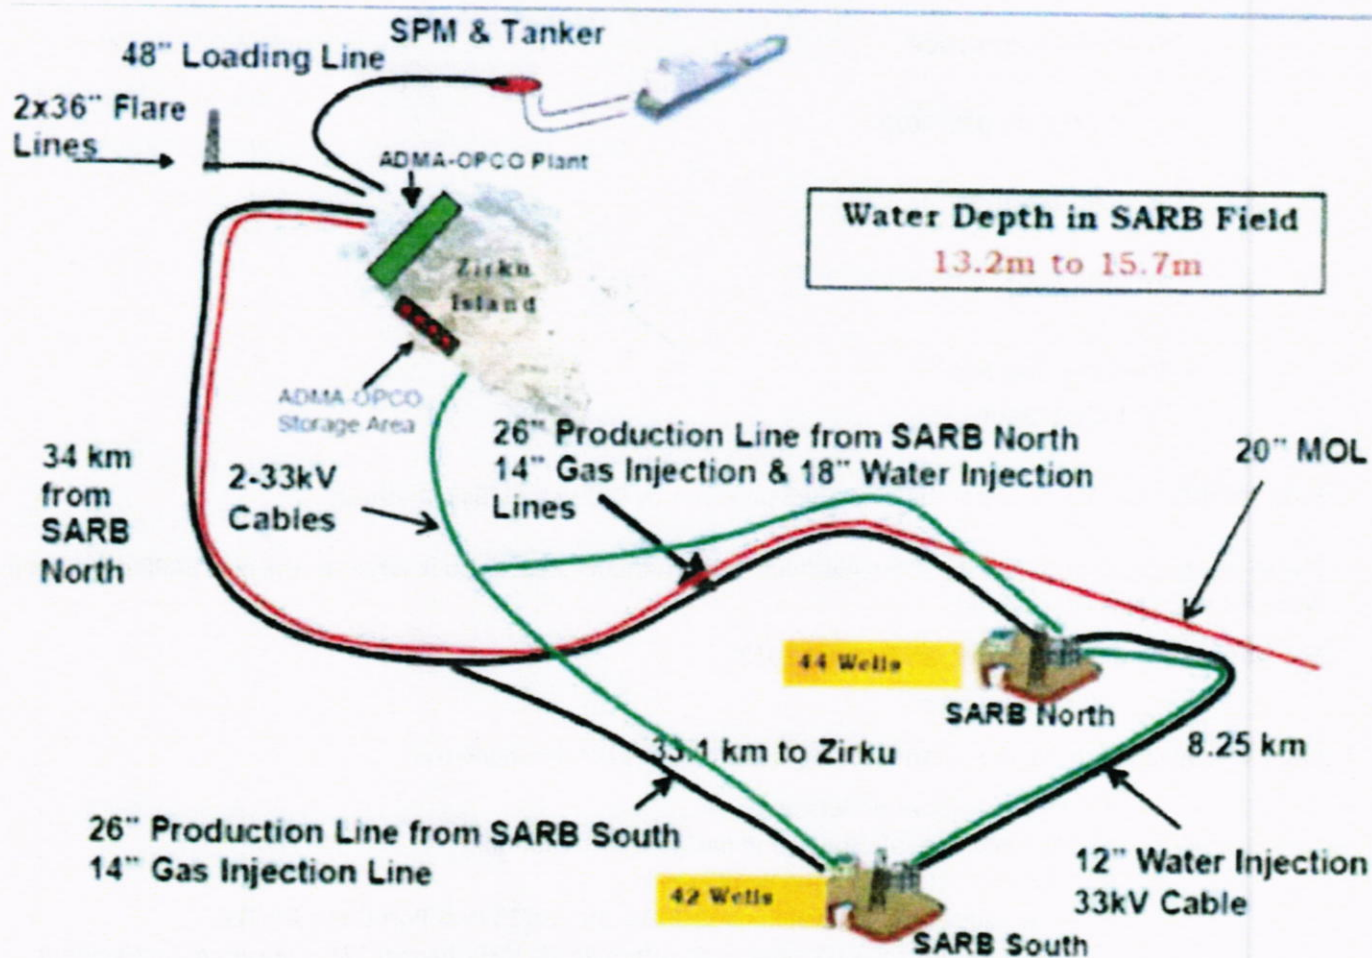 SPM & Tanker
48" Loading Line
2x36" Flare
Lines
ADMA-OPCO Plant
Water Depth in SARB Field
13.2m to 15.7m
Zirku
Island
ADMA-OPCO
Storage Area
26" Production Line from SARB North
14" Gas Injection & 18" Water Injection
Lines
20" MOL
34 km
from
SARB
North
2-33kV
Cables
44 Wells
SARB North
33.1 km to Zirku
8.25 km
26" Production Line from SARB South
14" Gas Injection Line
12" Water Injection
33kV Cable
42 Wells
SARB South